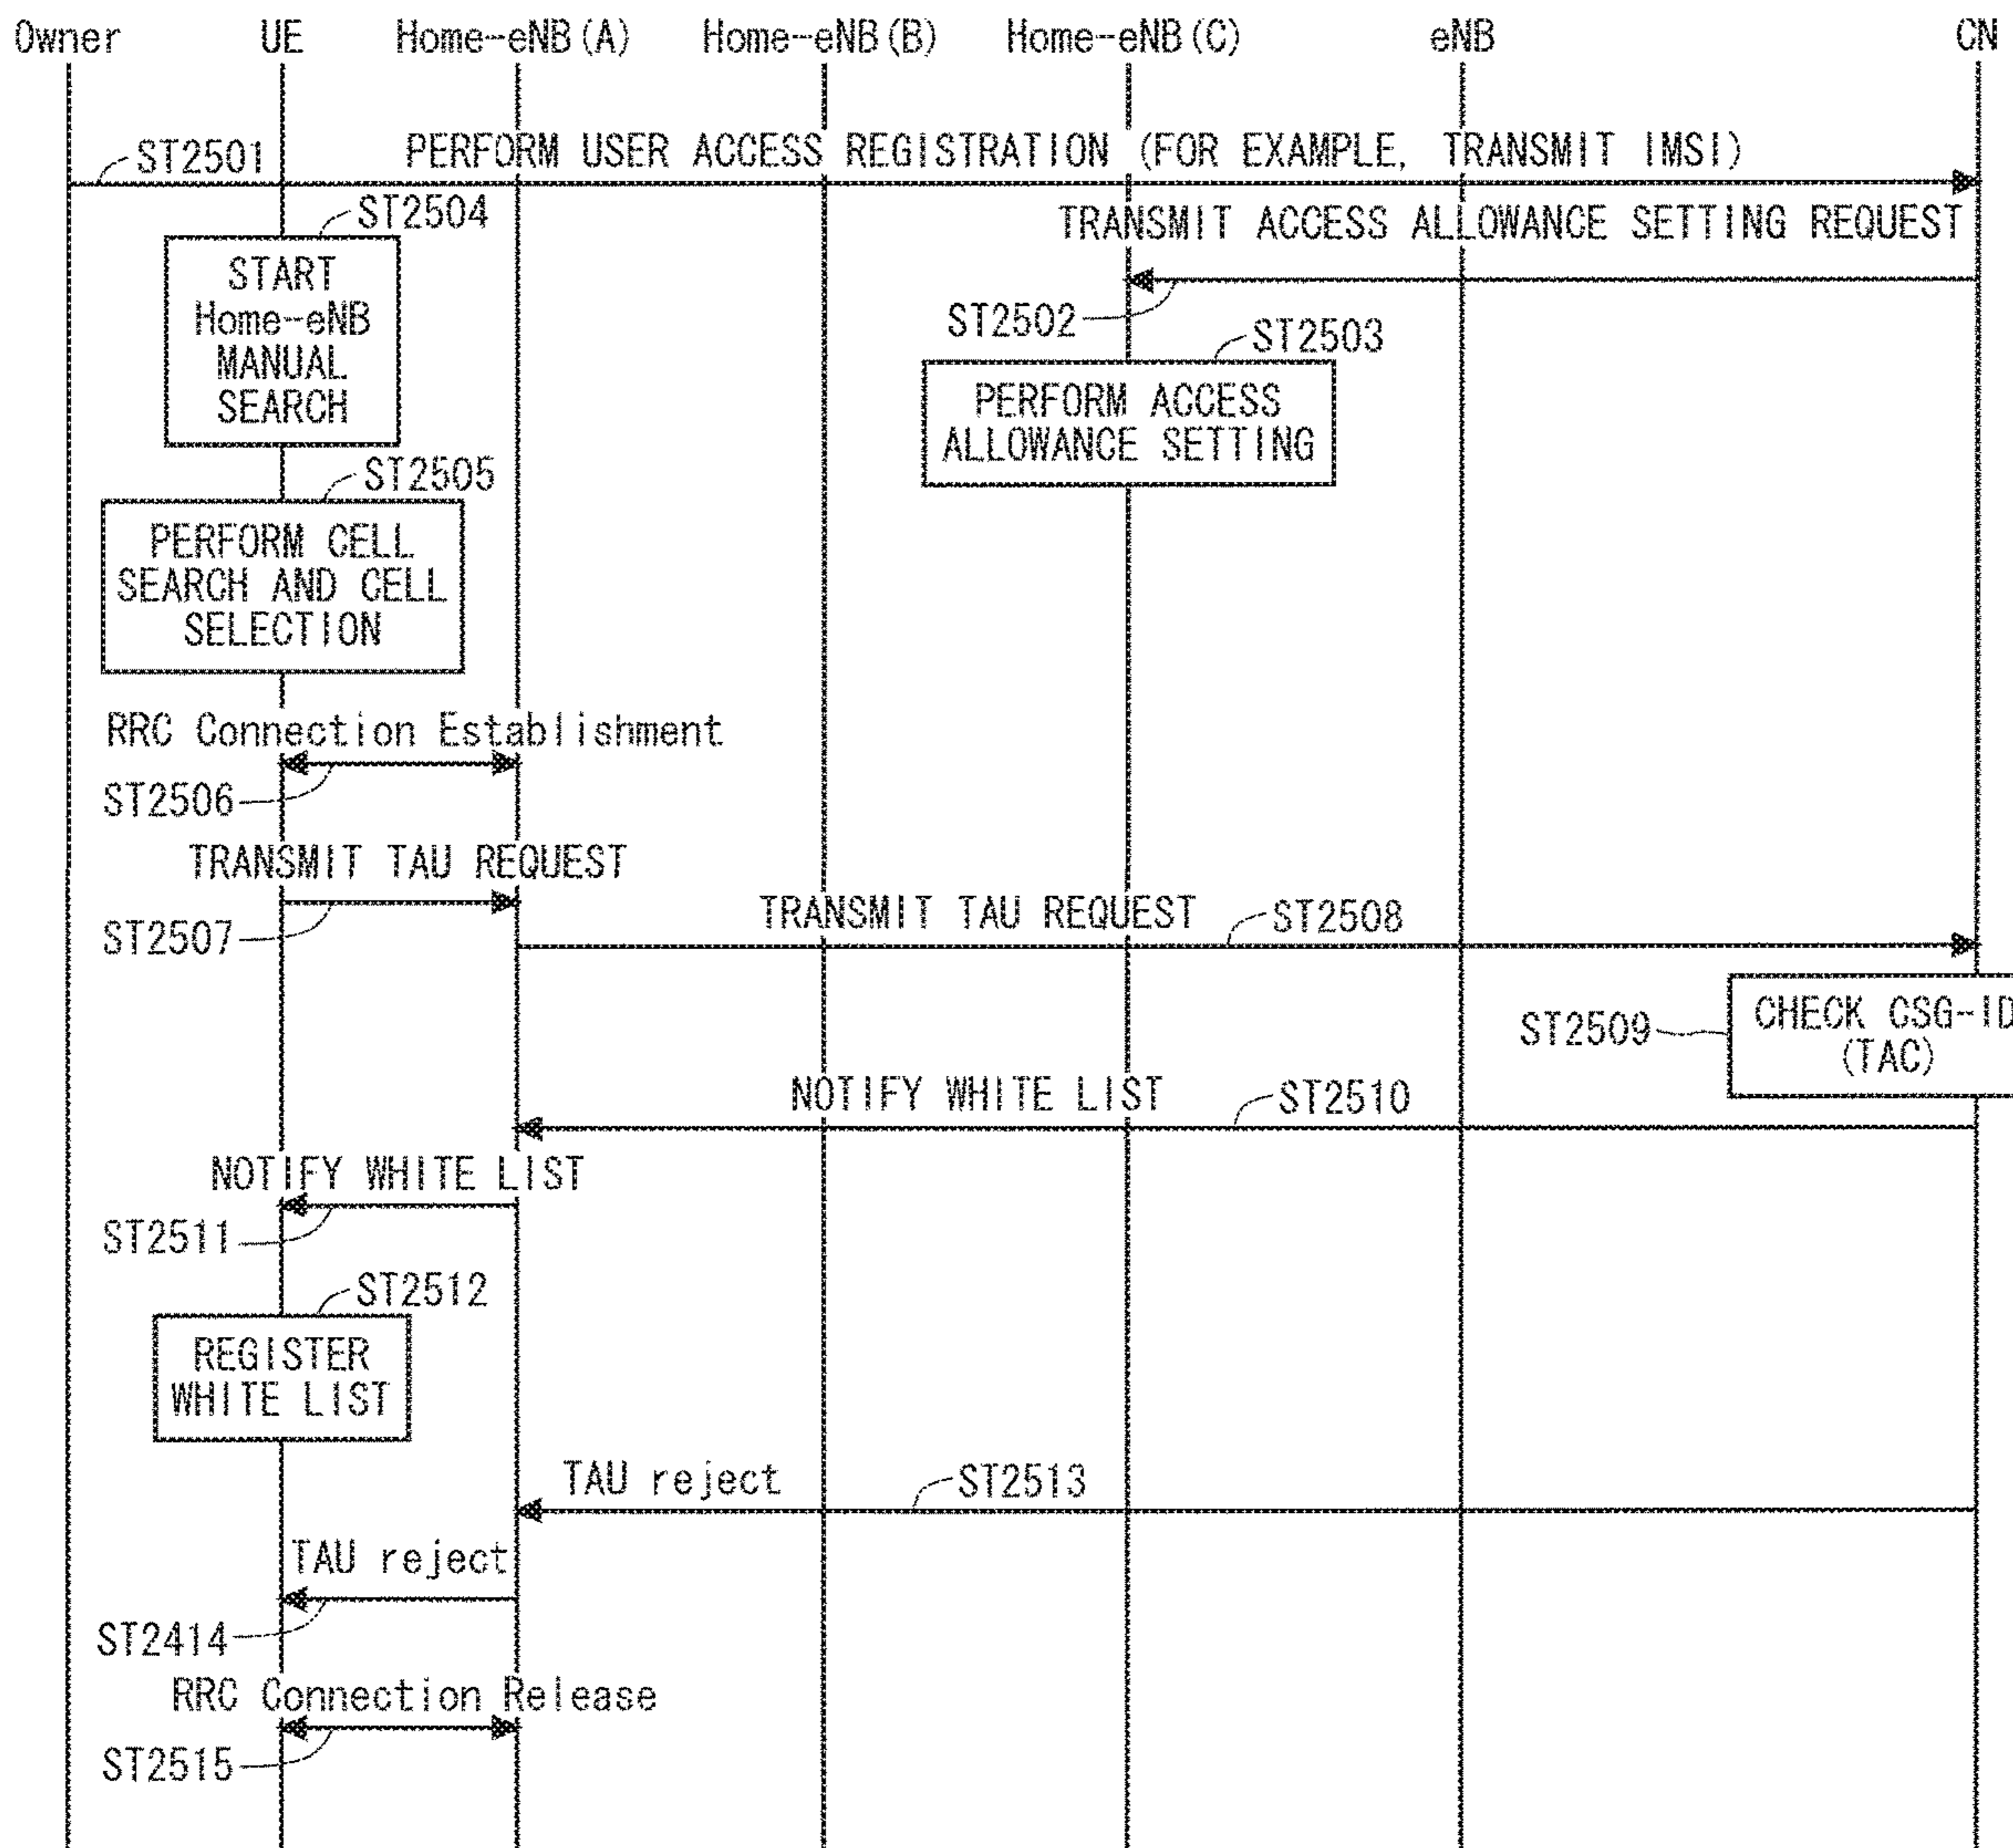 Owner UE Home-eNB(A) Home-eNB(B) Home-eNB(C) eNB CN
ST2501 PERFORM USER ACCESS REGISTRATION (FOR EXAMPLE, TRANSMIT IMSI)
ST2504
TRANSMIT ACCESS ALLOWANCE SETTING REQUEST
START
Home-eNB
MANUAL
SEARCH
ST2502
ST2503
PERFORM ACCESS
ALLOWANCE SETTING
ST2505
PERFORM CELL
SEARCH AND CELL
SELECTION
RRC Connection Establishment
ST2506
TRANSMIT TAU REQUEST
ST2507
TRANSMIT TAU REQUEST ST2508
ST2509
CHECK CSG-ID
(TAC)
NOTIFY WHITE LIST ST2510
NOTIFY WHITE LIST
ST2511
ST2512
REGISTER
WHITE LIST
TAU reject ST2513
TAU reject
ST2414
RRC Connection Release
ST2515